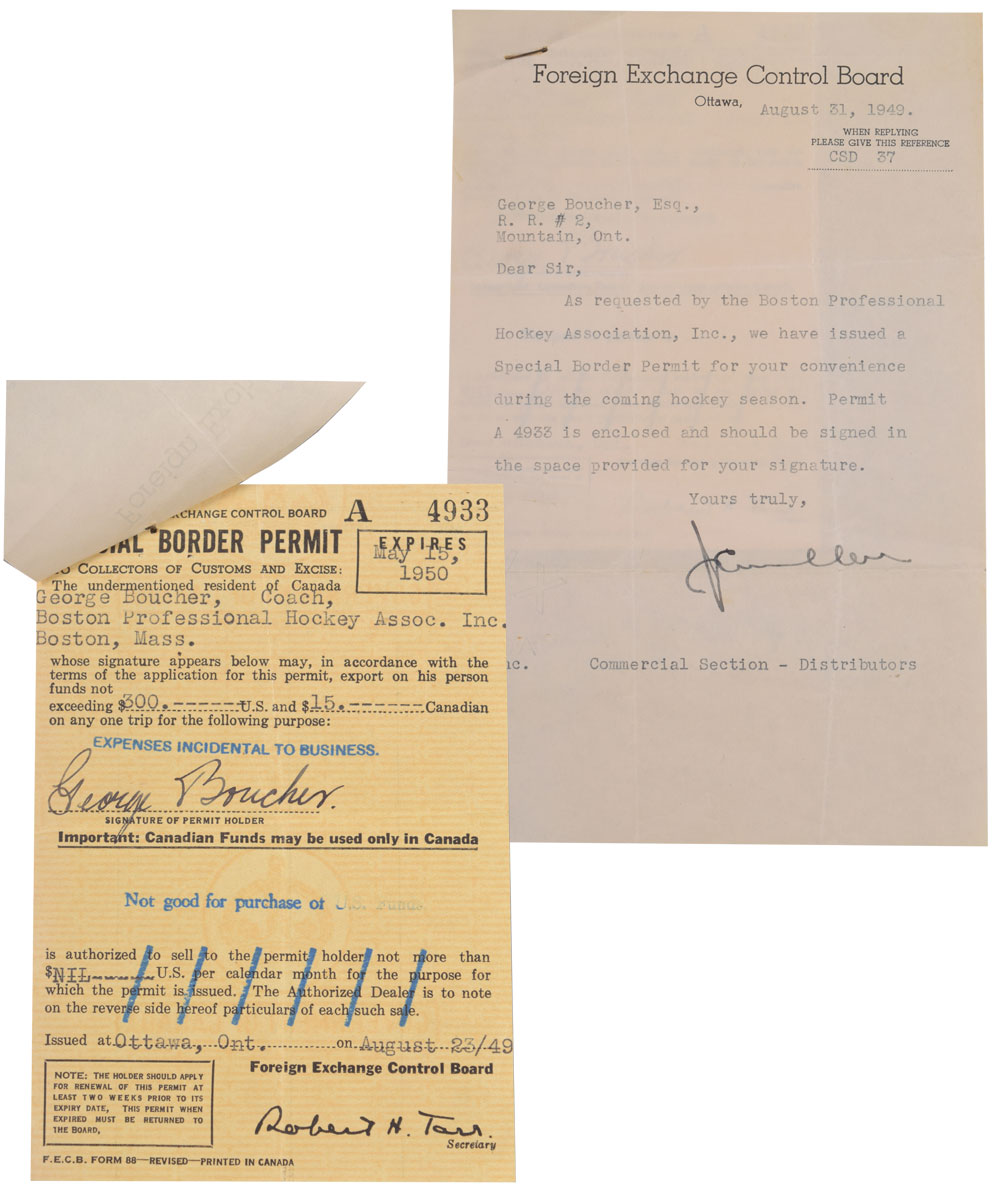 Foreign Exchange Control Board
Ottawa, August 31, 1949.
WHEN REPLYING
PLEASE GIVE THIS REFERENCE
CSD 37
George Boucher, Esq.,
R. R. # 2,
Mountain, Ont.
Dear Sir,
As requested by the Boston Professional
Hockey Association, Inc., we have issued a
Special Border Permit for your convenience
during the coming hockey season. Permit
A 4933 is enclosed and should be signed in
the space provided for your signature.
Yours truly,
nc. Commercial Section - Distributors
Foreign
XCHANGE CONTROL BOARD A 4933
CIAL BORDER PERMIT
EXPIRES
May 15,
1950
TO COLLECTORS OF CUSTOMS AND EXCISE:
The undermentioned resident of Canada
George Boucher, Coach,
Boston Professional Hockey Assoc. Inc.
Boston, Mass.
whose signature appears below may, in accordance with the
terms of the application for this permit, export on his person
funds not
exceeding $300.-------U.S. and $15.-------Canadian
on any one trip for the following purpose:
EXPENSES INCIDENTAL TO BUSINESS.
George Boucher.
SIGNATURE OF PERMIT HOLDER
Important: Canadian Funds may be used only in Canada
Not good for purchase of U.S. Funds
is authorized to sell to the permit holder not more than
$NIL-------U.S. per calendar month for the purpose for
which the permit is issued. The Authorized Dealer is to note
on the reverse side hereof particulars of each such sale.
Issued at Ottawa, Ont. on August 23/49
Foreign Exchange Control Board
NOTE: THE HOLDER SHOULD APPLY
FOR RENEWAL OF THIS PERMIT AT
LEAST TWO WEEKS PRIOR TO ITS
EXPIRY DATE, THIS PERMIT WHEN
EXPIRED MUST BE RETURNED TO
THE BOARD,
Robert H. Tarr.
Secretary
F.E.C.B. FORM 88—REVISED—PRINTED IN CANADA